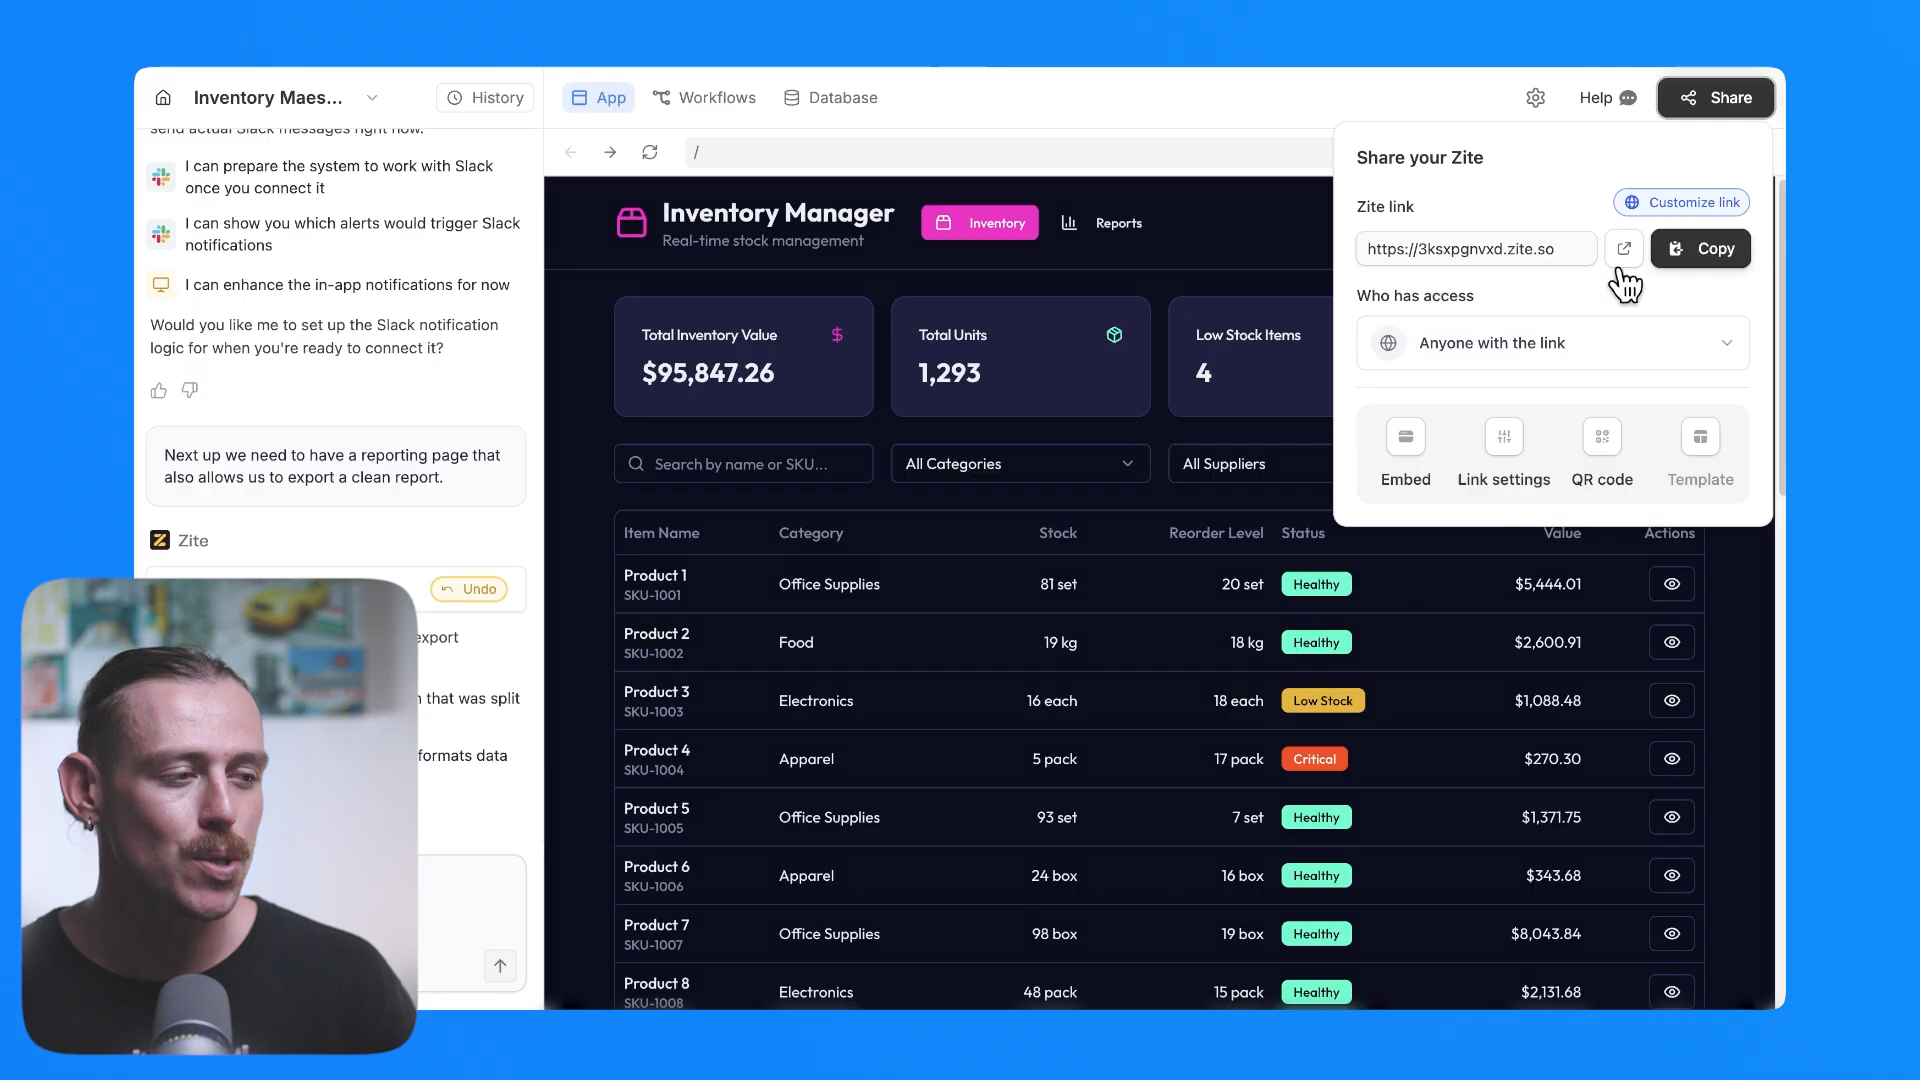 Inventory Maes...
History
App
Workflows
Database
Help
Share
send actual Slack messages right now.
I can prepare the system to work with Slack
once you connect it
I can show you which alerts would trigger Slack
notifications
I can enhance the in-app notifications for now
Would you like me to set up the Slack notification
logic for when you're ready to connect it?
Next up we need to have a reporting page that
also allows us to export a clean report.
Zite
Undo
export
that was split
formats data
/
Inventory Manager
Real-time stock management
Inventory
Reports
Total Inventory Value
$
$95,847.26
Total Units
1,293
Low Stock Items
4
Search by name or SKU...
All Categories
All Suppliers
Item Name Category Stock Reorder Level Status Value Actions
Product 1
SKU-1001
Office Supplies 81 set 20 set Healthy $5,444.01
Product 2
SKU-1002
Food 19 kg 18 kg Healthy $2,600.91
Product 3
SKU-1003
Electronics 16 each 18 each Low Stock $1,088.48
Product 4
SKU-1004
Apparel 5 pack 17 pack Critical $270.30
Product 5
SKU-1005
Office Supplies 93 set 7 set Healthy $1,371.75
Product 6
SKU-1006
Apparel 24 box 16 box Healthy $343.68
Product 7
SKU-1007
Office Supplies 98 box 19 box Healthy $8,043.84
Product 8
SKU-1008
Electronics 48 pack 15 pack Healthy $2,131.68
Share your Zite
Zite link
Customize link
https://3ksxpgnvxd.zite.so
Copy
Who has access
Anyone with the link
Embed
Link settings
QR code
Template